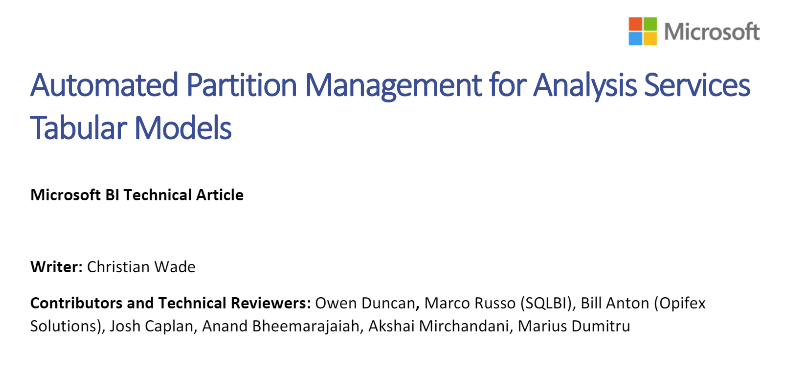 Microsoft
Automated Partition Management for Analysis Services
Tabular Models
Microsoft BI Technical Article
Writer: Christian Wade
Contributors and Technical Reviewers: Owen Duncan, Marco Russo (SQLBI), Bill Anton (Opifex
Solutions), Josh Caplan, Anand Bheemarajaiah, Akshai Mirchandani, Marius Dumitru